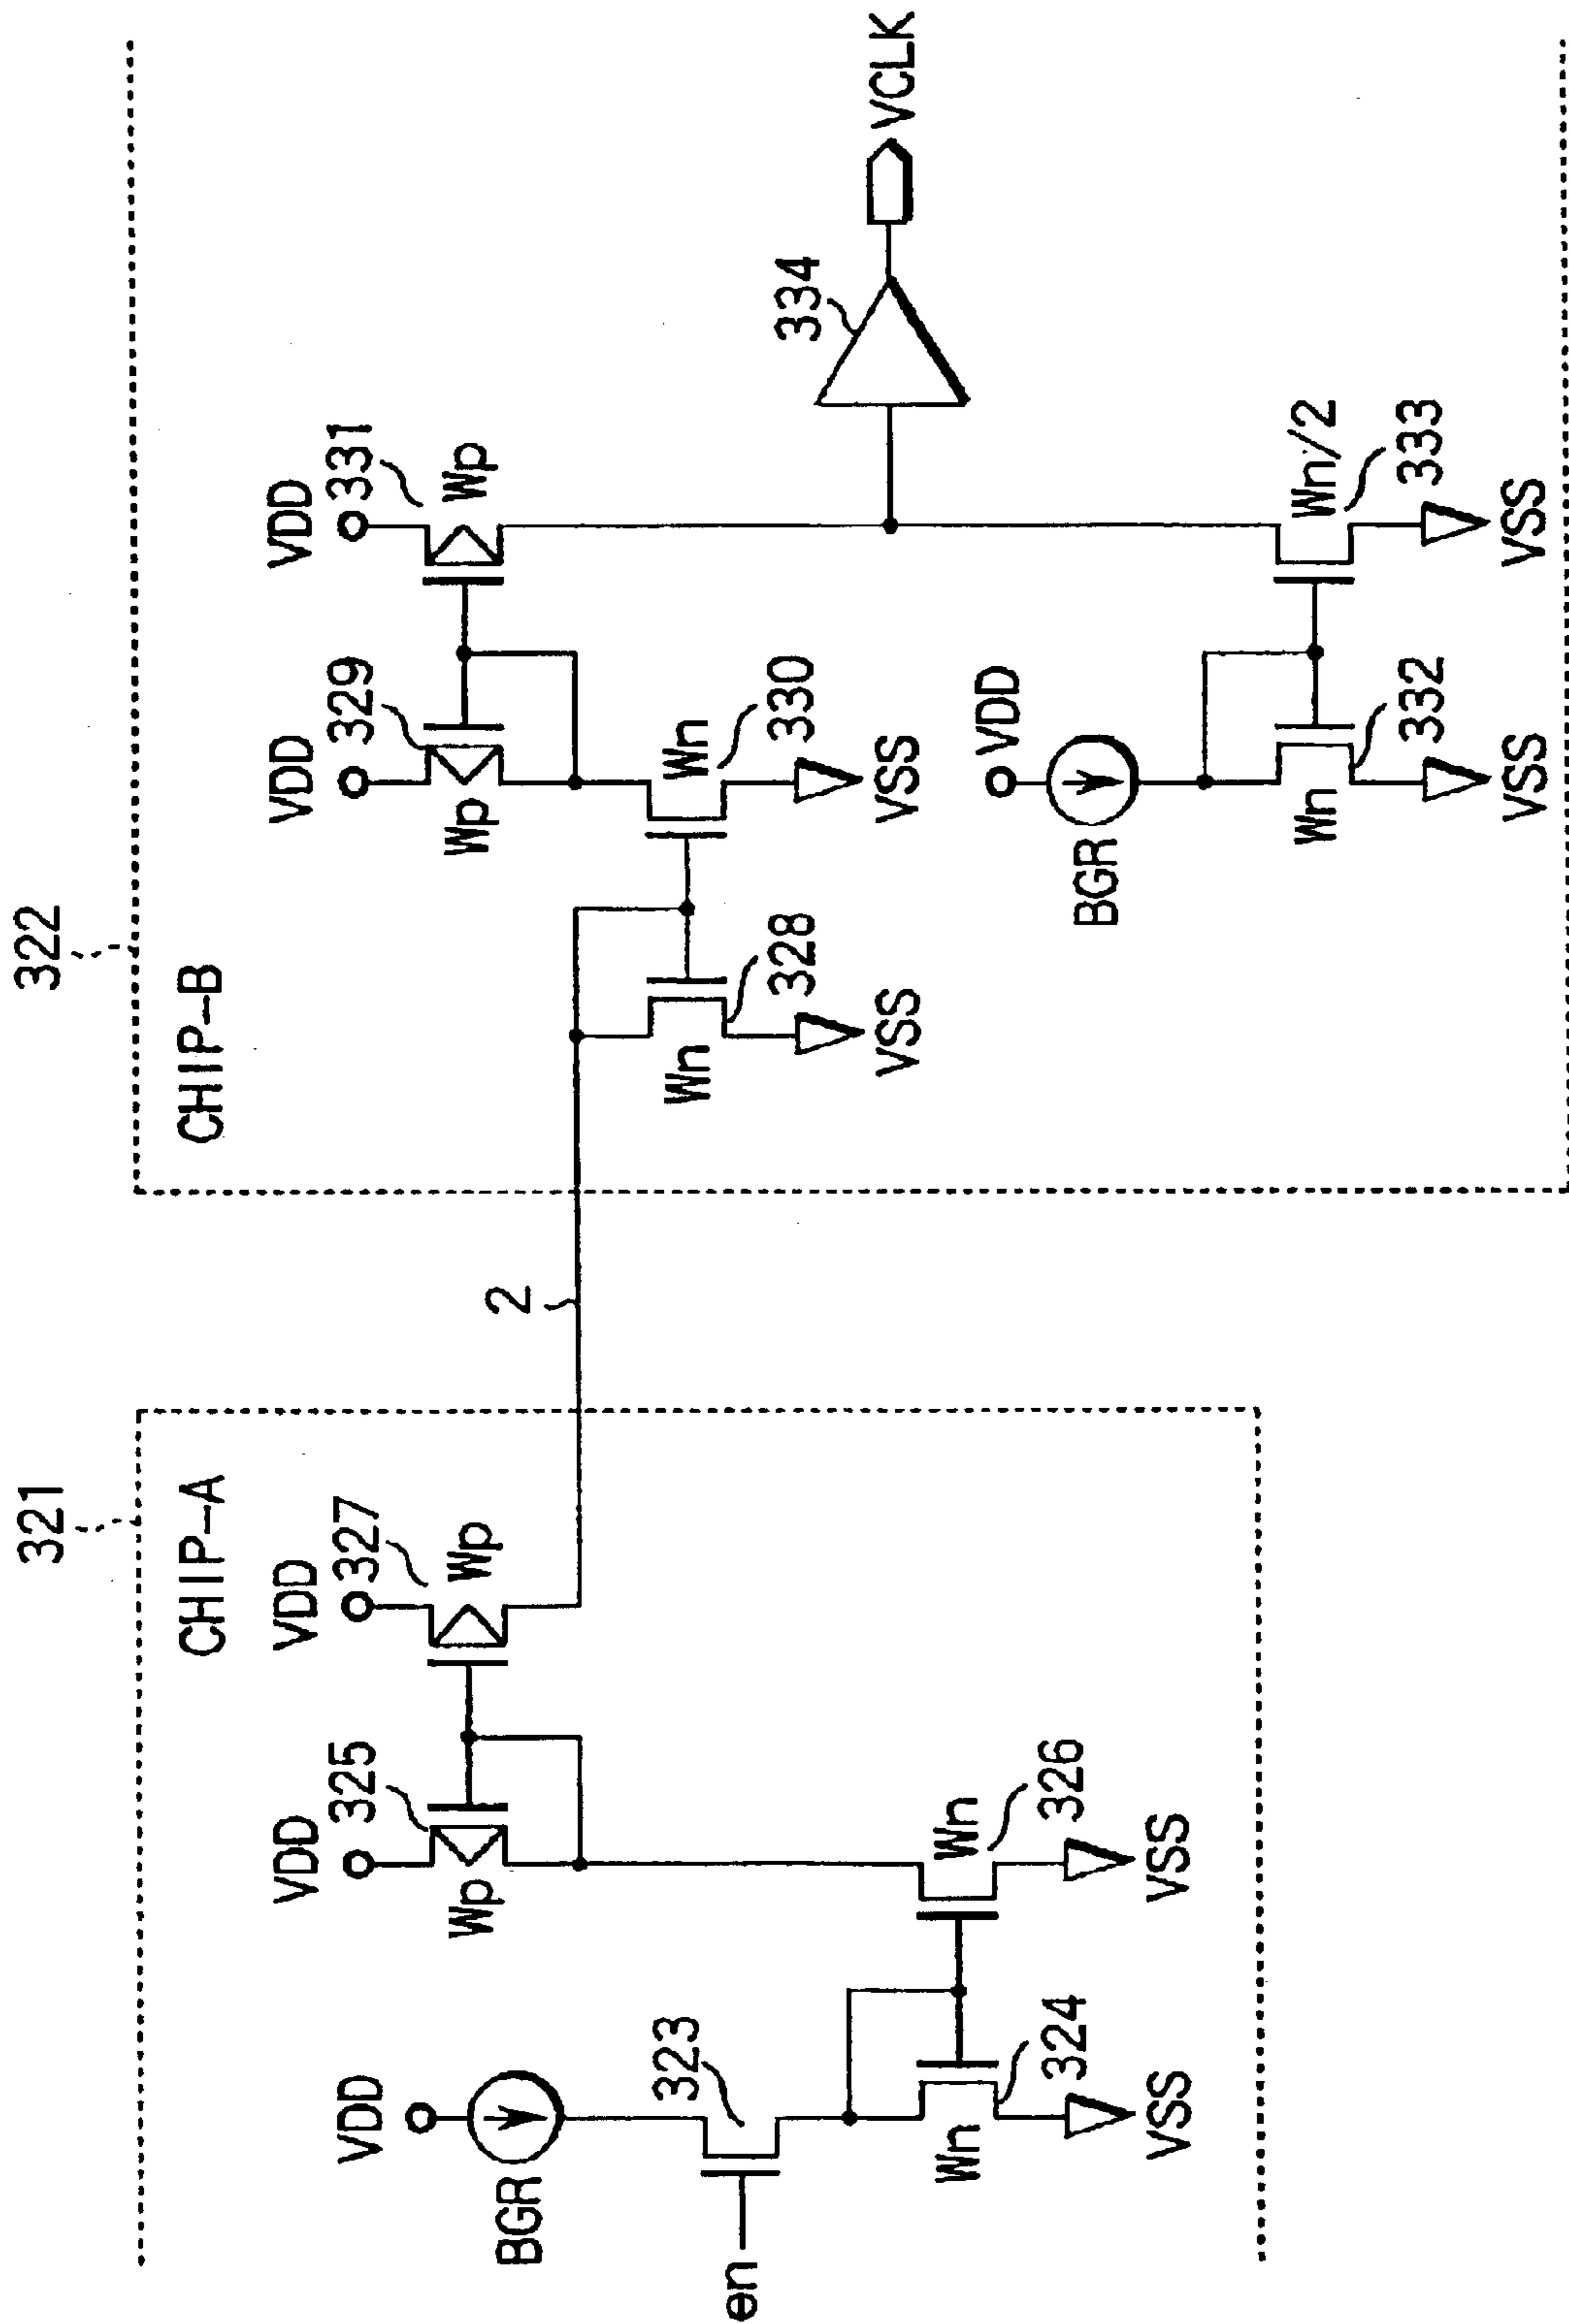 321
322
CHIP-A
CHIP-B
VDD
VDD
325
VDD
327
VDD
329
VDD
331
Wp
Wp
Wp
Wp
BGR
2
334
VCLK
en
323
Wn
Wn
328
330
VSS
VSS
Wn
Wn
324
326
VSS
VSS
BGR
VDD
Wn
Wn/2
332
333
VSS
VSS